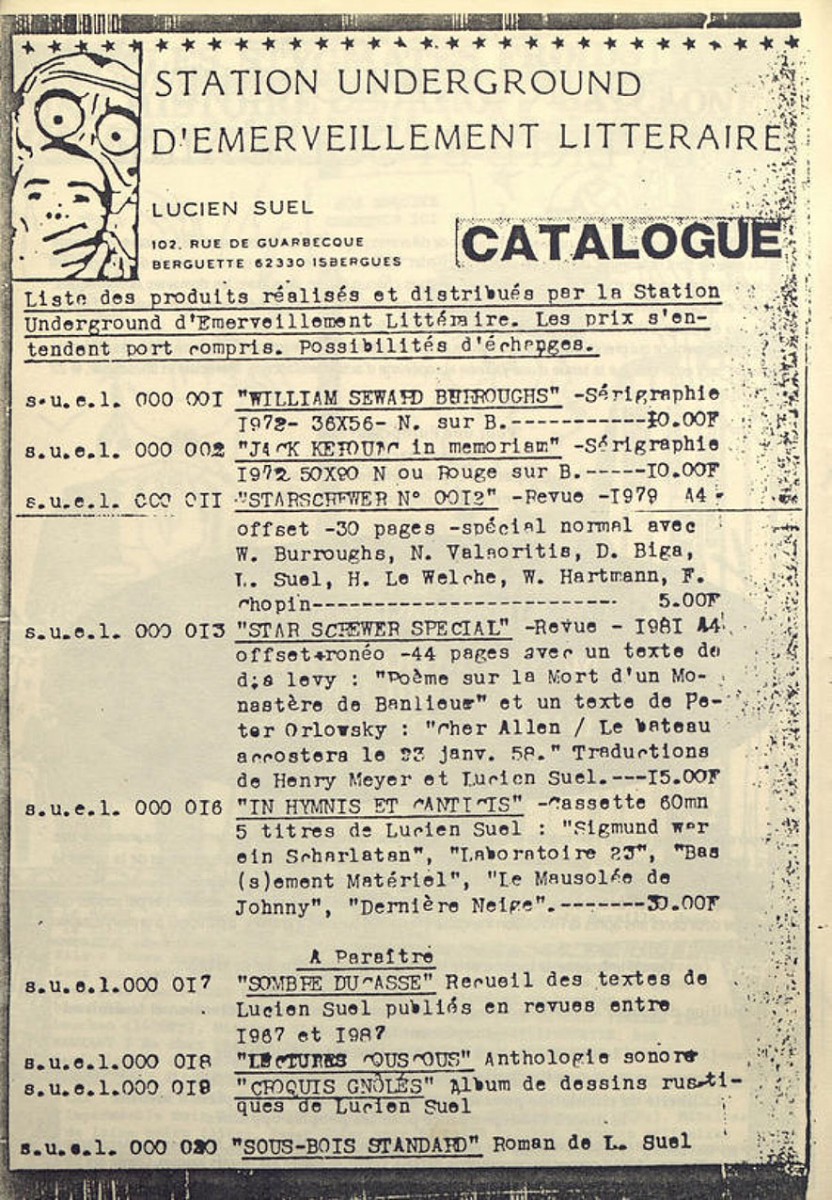 STATION UNDERGROUND
D'EMERVEILLEMENT LITTERAIRE
LUCIEN SUEL
102, RUE DE GUARBECQUE
BERGUETTE 62330 ISBERGUES
CATALOGUE
Liste des produits réalisés et distribués par la Station
Underground d'Emerveillement Littéraire. Les prix s'en-
tendent port compris. Possibilités d'échanges.
s.u.e.l. 000 001 "WILLIAM SEWARD BURROUGHS" -Sérigraphie
1972- 36X56- N. sur B.-----------10.00F
s.u.e.l. 000 002 "JACK KEROUAC in memoriam" -Sérigraphie
1972 50X90 N ou Rouge sur B.-----10.00F
s.u.e.l. 000 011 "STARSCREWER N° 0012" -Revue -1979 A4 -
offset -30 pages -spécial normal avec
W. Burroughs, N. Valaoritis, D. Biga,
L. Suel, H. Le Welche, W. Hartmann, F.
Chopin--------------------------- 5.00F
s.u.e.l. 000 013 "STAR SCREWER SPECIAL" -Revue - 1981 A4
offset+ronéo -44 pages avec un texte de
d;a levy : "Poème sur la Mort d'un Mo-
nastère de Banlieue" et un texte de Pe-
ter Orlowsky : "Cher Allen / Le bateau
accostera le 23 janv. 58." Traductions
de Henry Meyer et Lucien Suel.---15.00F
s.u.e.l. 000 016 "IN HYMNIS ET CANTICIS" -Cassette 60mn
5 titres de Lucien Suel : "Sigmund war
ein Scharlatan", "Laboratoire 23", "Bas
(s)ement Matériel", "Le Mausolée de
Johnny", "Dernière Neige".-------30.00F
A Paraître
s.u.e.l.000 017 "SOMBRE DUCASSE" Recueil des textes de
Lucien Suel publiés en revues entre
1967 et 1987
s.u.e.l.000 018 "LECTURES COUSCOUS" Anthologie sonore
s.u.e.l.000 019 "CROQUIS GNÔLÉS" Album de dessins rusti-
ques de Lucien Suel
s.u.e.l. 000 020 "SOUS-BOIS STANDARD" Roman de L. Suel